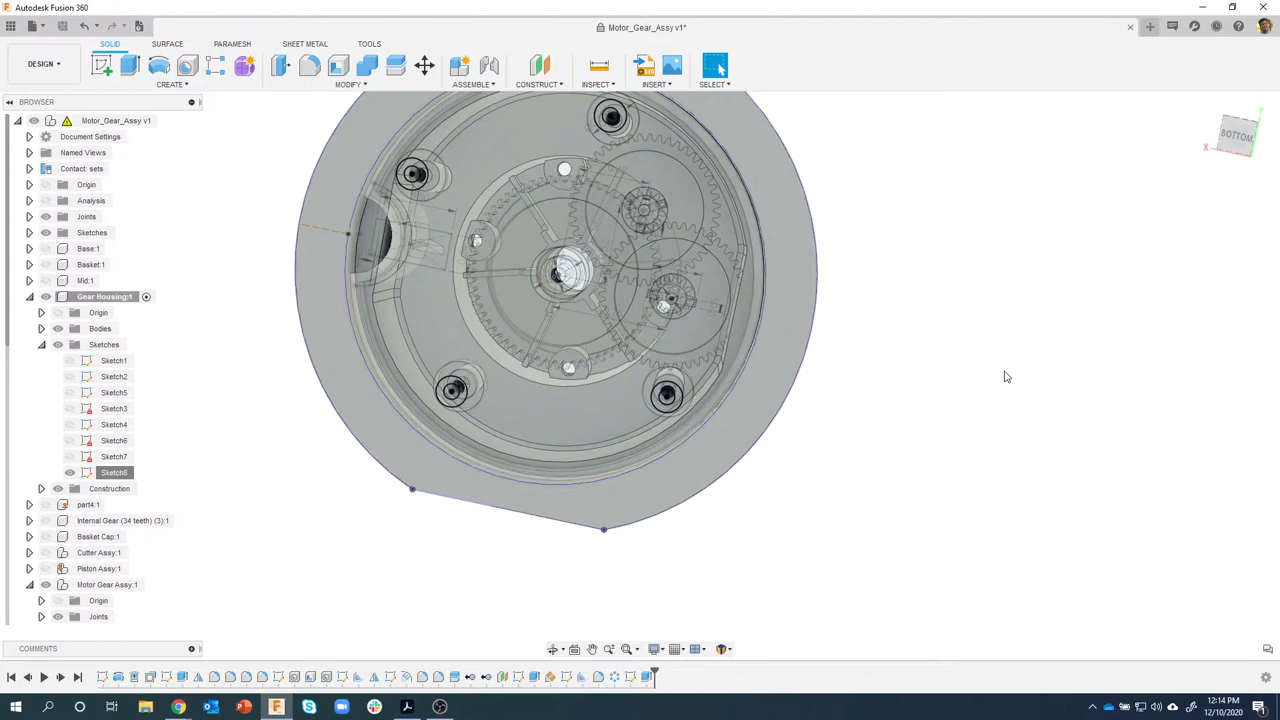 Autodesk Fusion 360
Motor_Gear_Assy v1*
SOLID SURFACE PARAMESH SHEET METAL TOOLS
DESIGN
CREATE MODIFY ASSEMBLE CONSTRUCT INSPECT INSERT SELECT
BROWSER
Motor_Gear_Assy v1
Document Settings
Named Views
Contact: sets
Origin
Analysis
Joints
Sketches
Base:1
Basket:1
Mid:1
Gear Housing:1
Origin
Bodies
Sketches
Sketch1
Sketch2
Sketch5
Sketch3
Sketch4
Sketch6
Sketch7
Sketch8
Construction
part4:1
Internal Gear (34 teeth) (3):1
Basket Cap:1
Cutter Assy:1
Piston Assy:1
Motor Gear Assy:1
Origin
Joints
BOTTOM
X
Y
COMMENTS
12:14 PM
12/10/2020